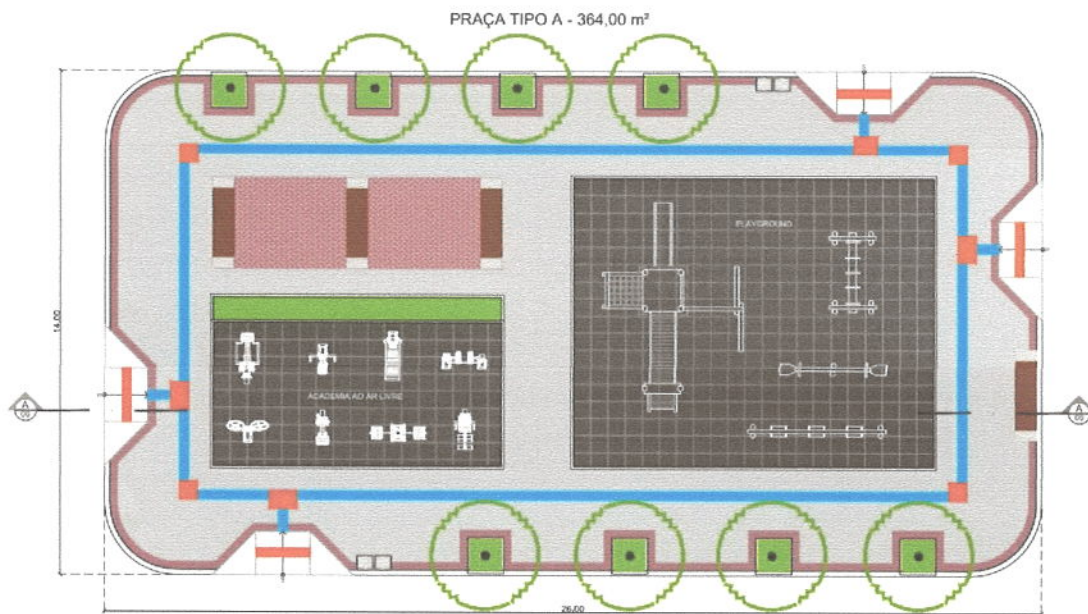 PRAÇA TIPO A - 364,00 m²
PLAYGROUND
14,00
ACADEMIA AO AR LIVRE
A
A
26,00